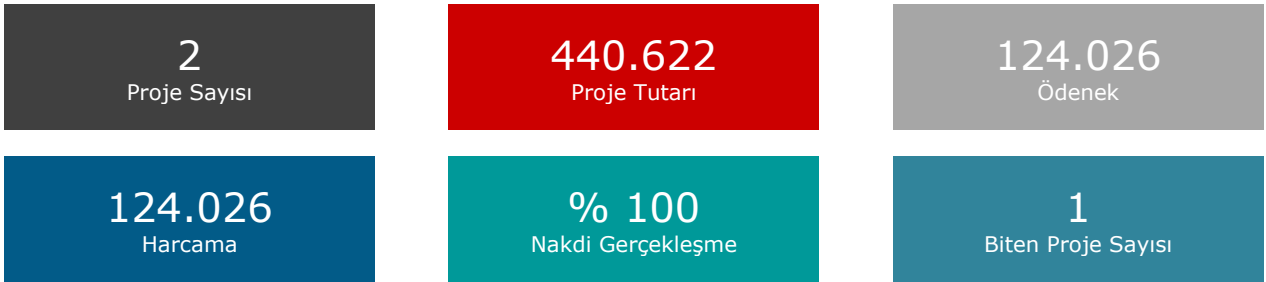 2
Proje Sayısı
440.622
Proje Tutarı
124.026
Ödenek
124.026
Harcama
% 100
Nakdi Gerçekleşme
1
Biten Proje Sayısı